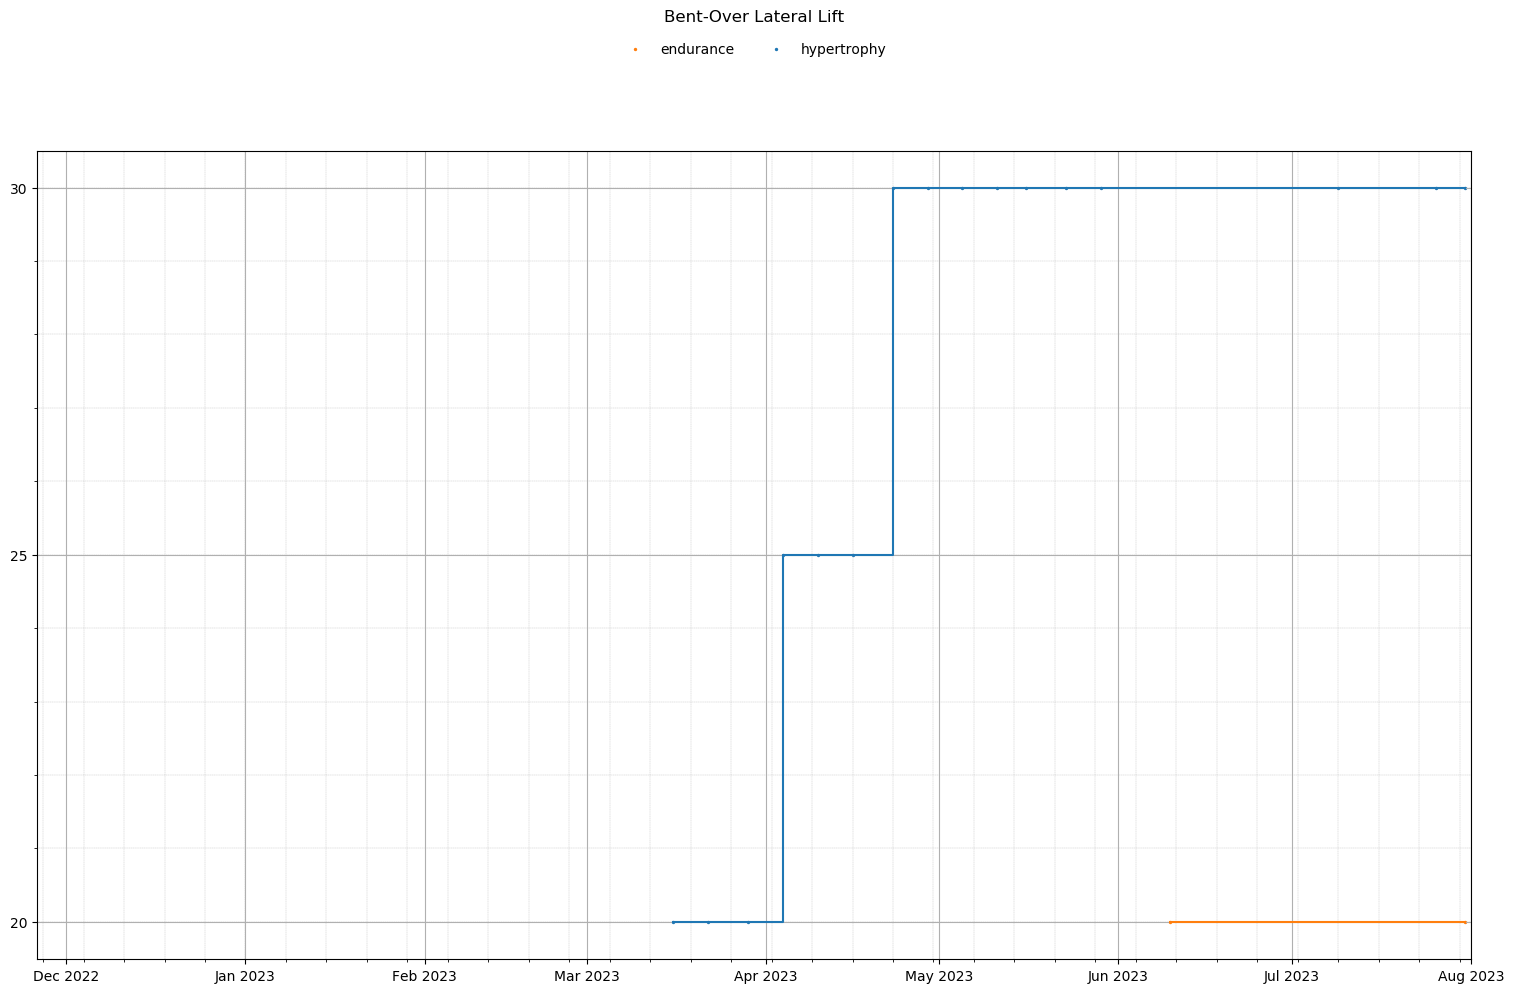 Bent-Over Lateral Lift
endurance hypertrophy
30
25
20
Dec 2022 Jan 2023 Feb 2023 Mar 2023 Apr 2023 May 2023 Jun 2023 Jul 2023 Aug 2023